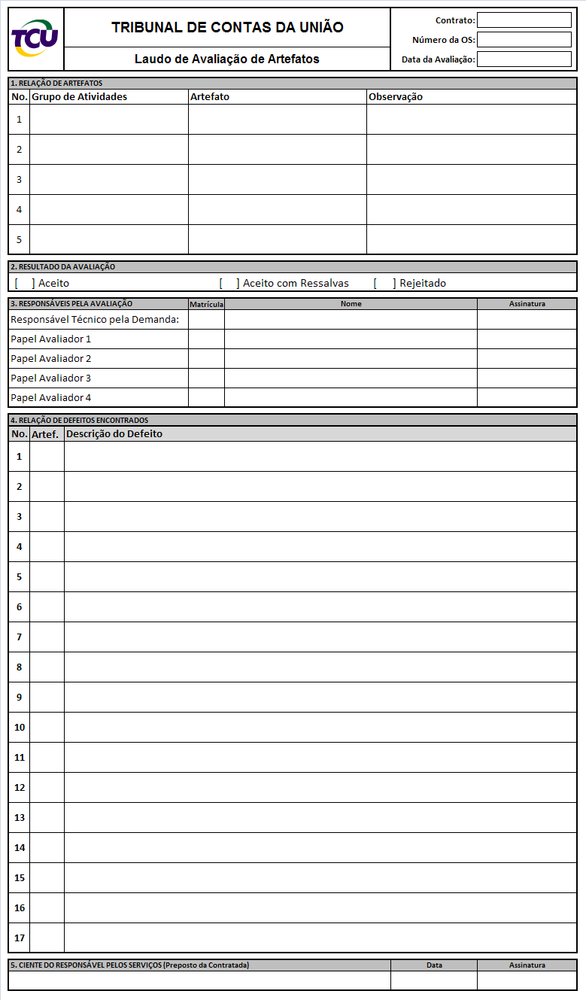 TCU
TRIBUNAL DE CONTAS DA UNIÃO
Laudo de Avaliação de Artefatos
Contrato:
Número da OS:
Data da Avaliação:
1. RELAÇÃO DE ARTEFATOS
No. Grupo de Atividades Artefato Observação
1
2
3
4
5
2. RESULTADO DA AVALIAÇÃO
[ ] Aceito [ ] Aceito com Ressalvas [ ] Rejeitado
3. RESPONSÁVEIS PELA AVALIAÇÃO Matrícula Nome Assinatura
Responsável Técnico pela Demanda:
Papel Avaliador 1
Papel Avaliador 2
Papel Avaliador 3
Papel Avaliador 4
4. RELAÇÃO DE DEFEITOS ENCONTRADOS
No. Artef. Descrição do Defeito
1
2
3
4
5
6
7
8
9
10
11
12
13
14
15
16
17
5. CIENTE DO RESPONSÁVEL PELOS SERVIÇOS (Preposto da Contratada) Data Assinatura